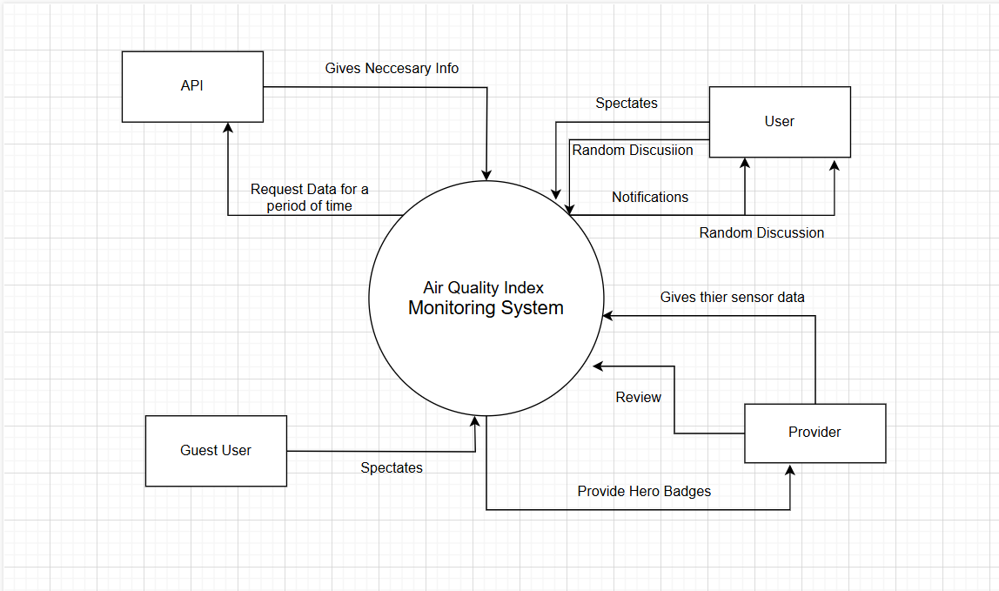 Gives Neccesary Info
API
Spectates
User
Random Discusiion
Request Data for a
period of time
Notifications
Random Discussion
Air Quality Index
Monitoring System
Gives thier sensor data
Review
Provider
Guest User
Spectates
Provide Hero Badges